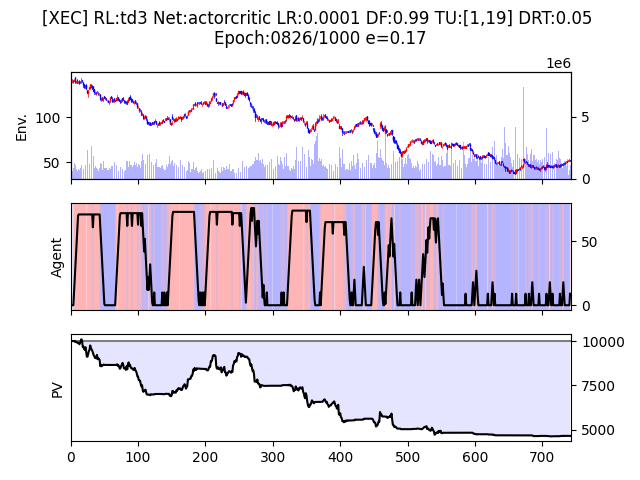 [XEC] RL:td3 Net:actorcritic LR:0.0001 DF:0.99 TU:[1,19] DRT:0.05
Epoch:0826/1000 e=0.17
1e6
Env.
100
50
5
0
Agent
50
0
PV
10000
7500
5000
0 100 200 300 400 500 600 700